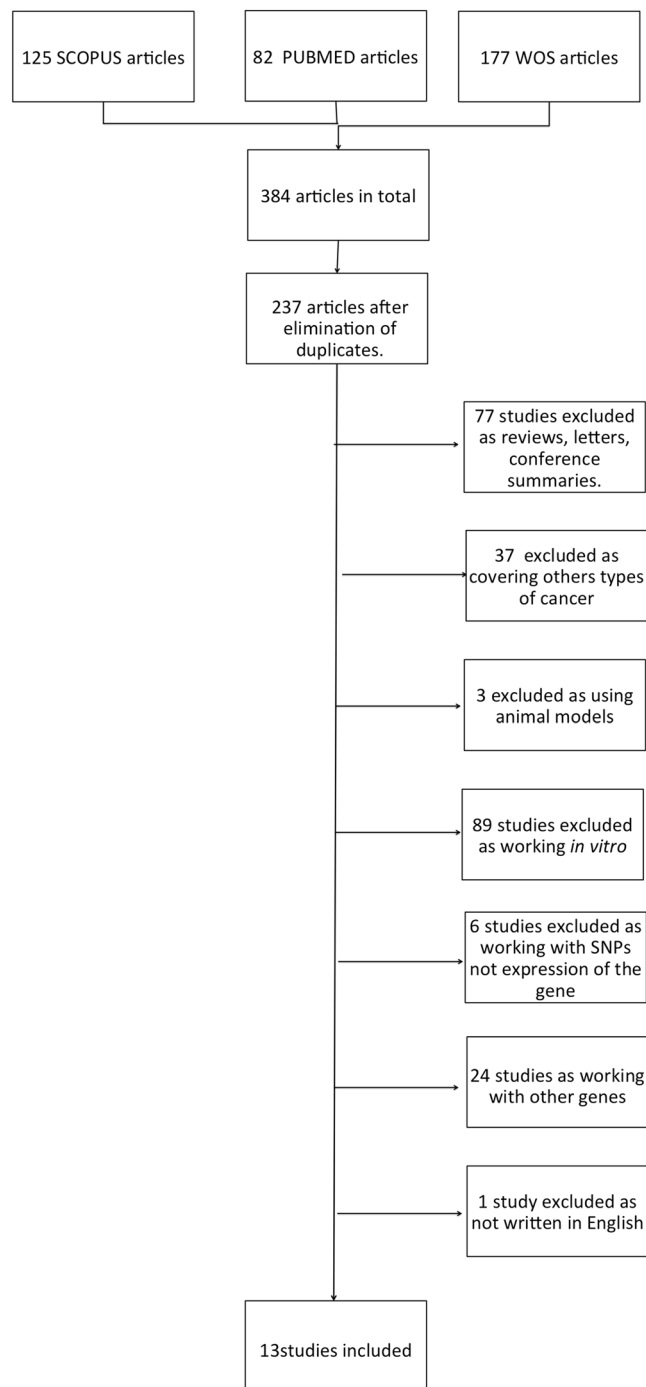 125 SCOPUS articles
82 PUBMED articles
177 WOS articles
384 articles in total
237 articles after
elimination of
duplicates.
77 studies excluded
as reviews, letters,
conference
summaries.
37 excluded as
covering others types
of cancer
3 excluded as using
animal models
89 studies excluded
as working in vitro
6 studies excluded as
working with SNPs
not expression of the
gene
24 studies as working
with other genes
1 study excluded as
not written in English
13studies included